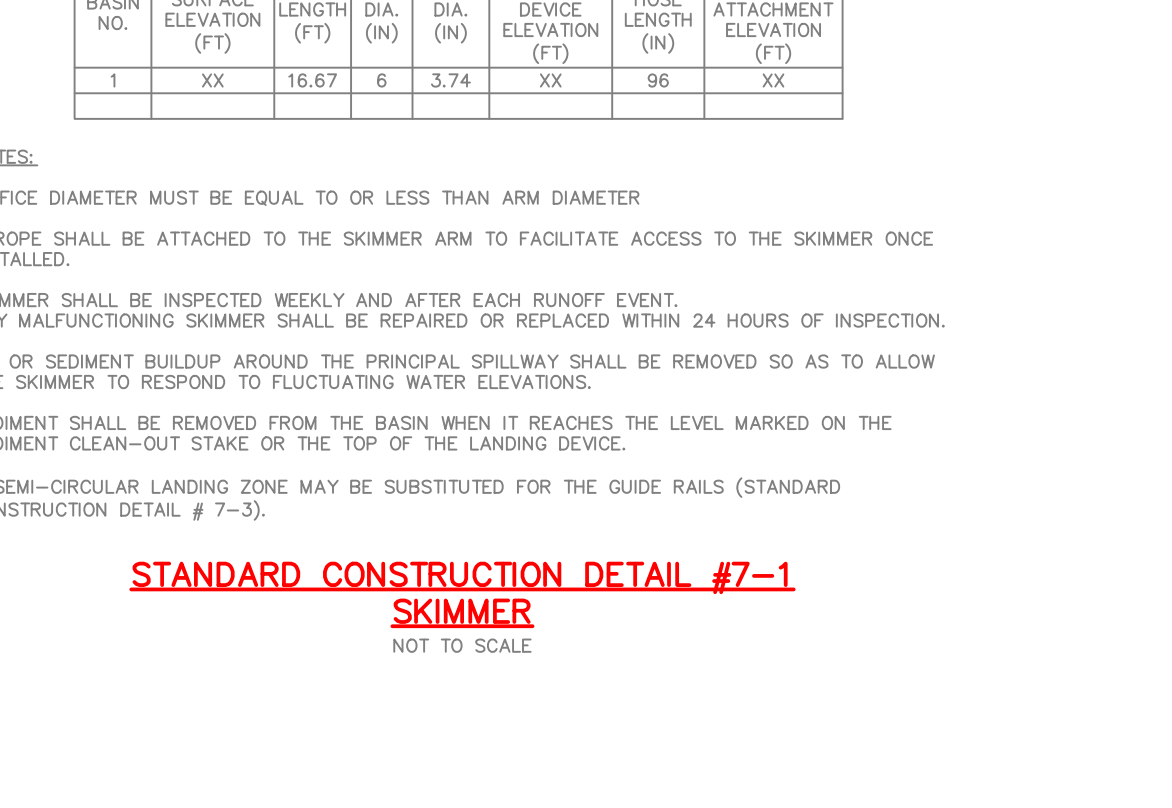 BASIN
NO.
ELEVATION
(FT)
LENGTH
(FT)
DIA.
(IN)
DIA.
(IN)
DEVICE
ELEVATION
(FT)
LENGTH
(IN)
ATTACHMENT
ELEVATION
(FT)
1 XX 16.67 6 3.74 XX 96 XX
TES:
FICE DIAMETER MUST BE EQUAL TO OR LESS THAN ARM DIAMETER
ROPE SHALL BE ATTACHED TO THE SKIMMER ARM TO FACILITATE ACCESS TO THE SKIMMER ONCE
TALLED.
MMER SHALL BE INSPECTED WEEKLY AND AFTER EACH RUNOFF EVENT.
Y MALFUNCTIONING SKIMMER SHALL BE REPAIRED OR REPLACED WITHIN 24 HOURS OF INSPECTION.
OR SEDIMENT BUILDUP AROUND THE PRINCIPAL SPILLWAY SHALL BE REMOVED SO AS TO ALLOW
E SKIMMER TO RESPOND TO FLUCTUATING WATER ELEVATIONS.
DIMENT SHALL BE REMOVED FROM THE BASIN WHEN IT REACHES THE LEVEL MARKED ON THE
DIMENT CLEAN-OUT STAKE OR THE TOP OF THE LANDING DEVICE.
SEMI-CIRCULAR LANDING ZONE MAY BE SUBSTITUTED FOR THE GUIDE RAILS (STANDARD
NSTRUCTION DETAIL # 7-3).
STANDARD CONSTRUCTION DETAIL #7-1
SKIMMER
NOT TO SCALE